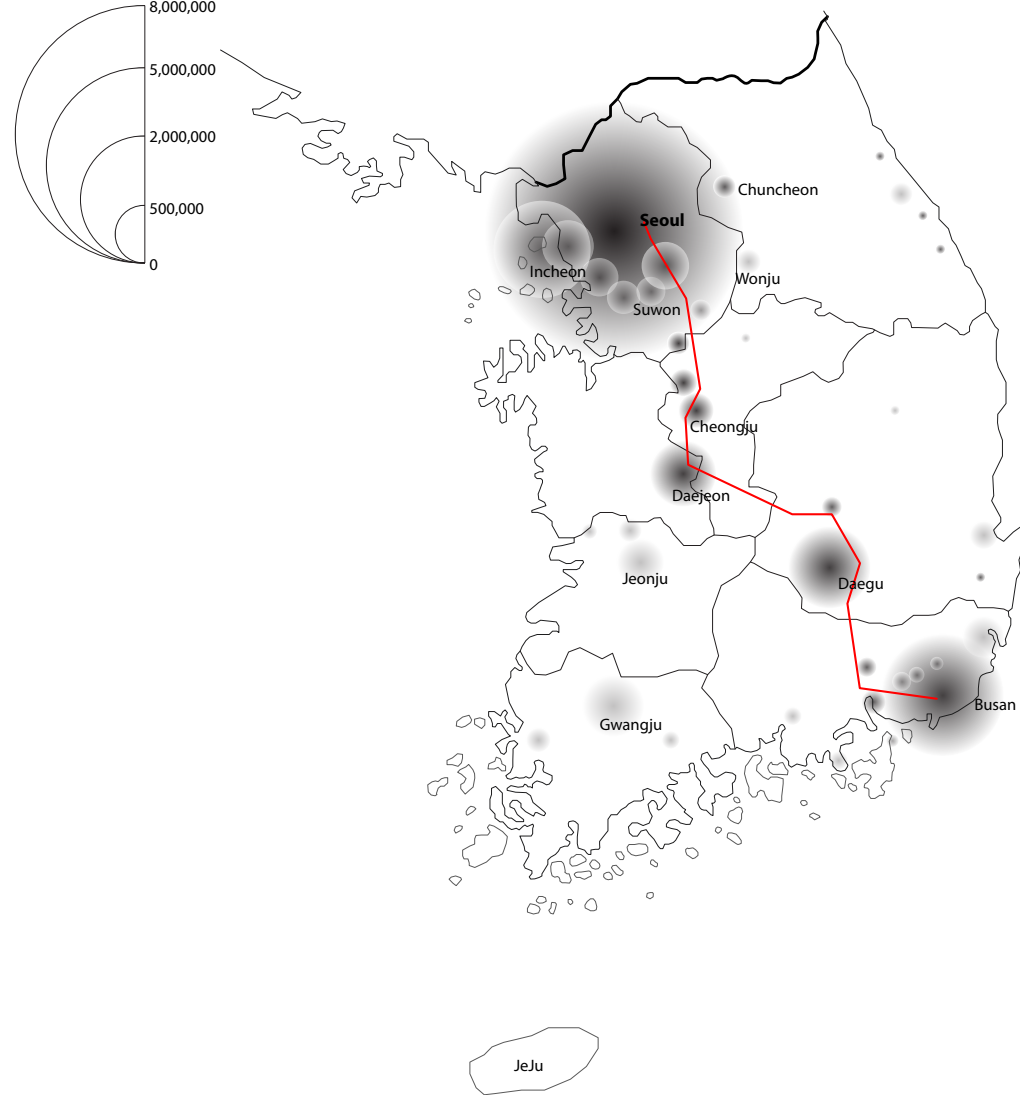 8,000,000
5,000,000
2,000,000
500,000
0
Chuncheon
Seoul
Incheon
Wonju
Suwon
Cheongju
Daejeon
Jeonju
Daegu
Busan
Gwangju
JeJu